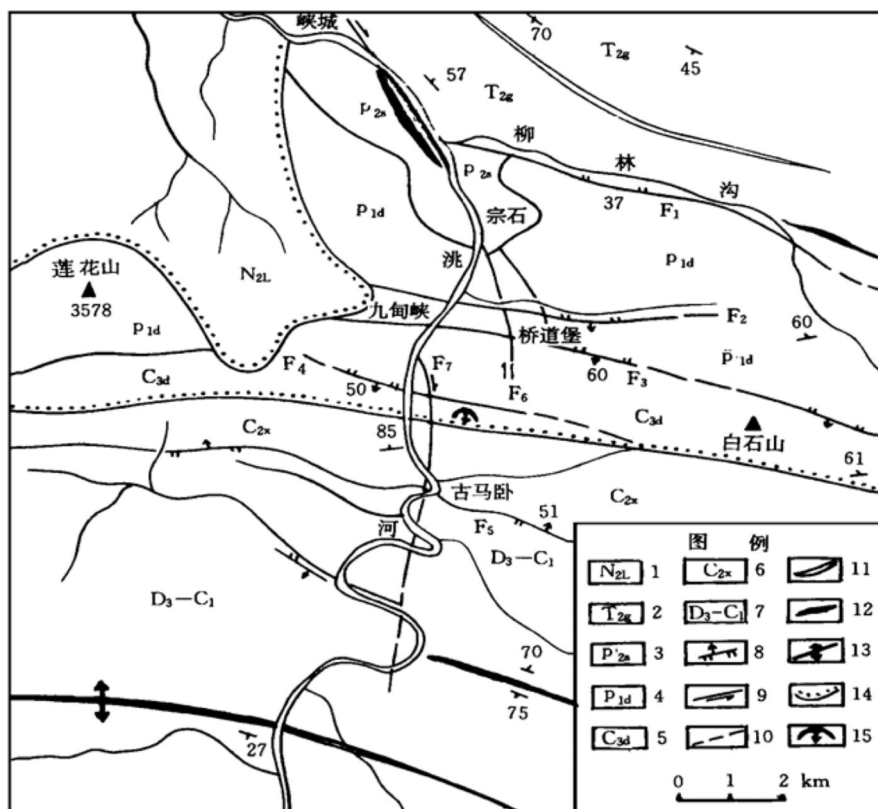 峡城
70
T₂g
45
57
T₂g
P₂s
柳
P₂s
林
沟
宗石
37
F₁
P₁d
洮
P₁d
莲花山
N₂L
3578
九甸峡
F₂
60
桥道堡
P₁d
P₁d
F₄
F₇
60
F₃
C₃d
50
F₆
C₃d
C₂x
85
白石山
61
古马卧
C₂x
51
河
F₅
D₃—C₁
D₃—C₁
70
75
27
图 例
N₂L 1 C₂x 6 11
T₂g 2 D₃—C₁ 7 12
P₂s 3 8 13
P₁d 4 9 14
C₃d 5 10 15
0 1 2 km